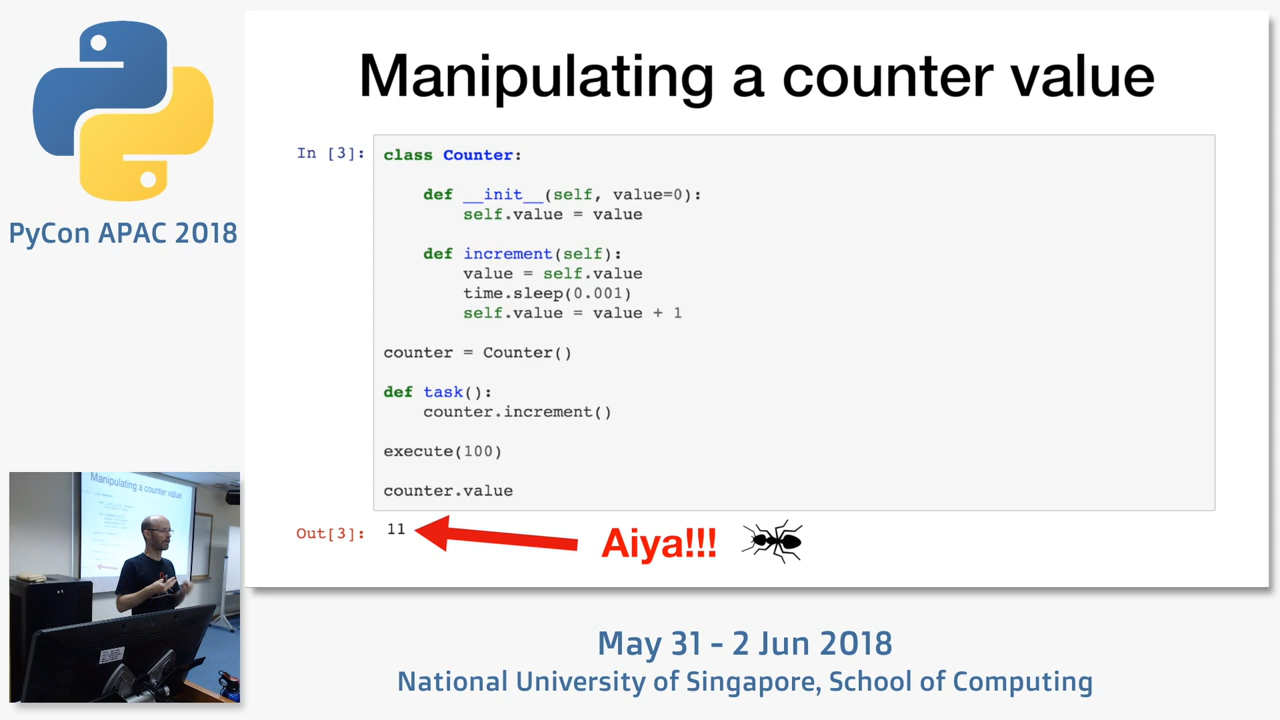 PyCon APAC 2018
Manipulating a counter value
In [3]:
class Counter:
    def __init__(self, value=0):
        self.value = value
    def increment(self):
        value = self.value
        time.sleep(0.001)
        self.value = value + 1
counter = Counter()
def task():
    counter.increment()
execute(100)
counter.value
Out[3]: 11
Aiya!!!
Manipulating a counter value
May 31 - 2 Jun 2018
National University of Singapore, School of Computing